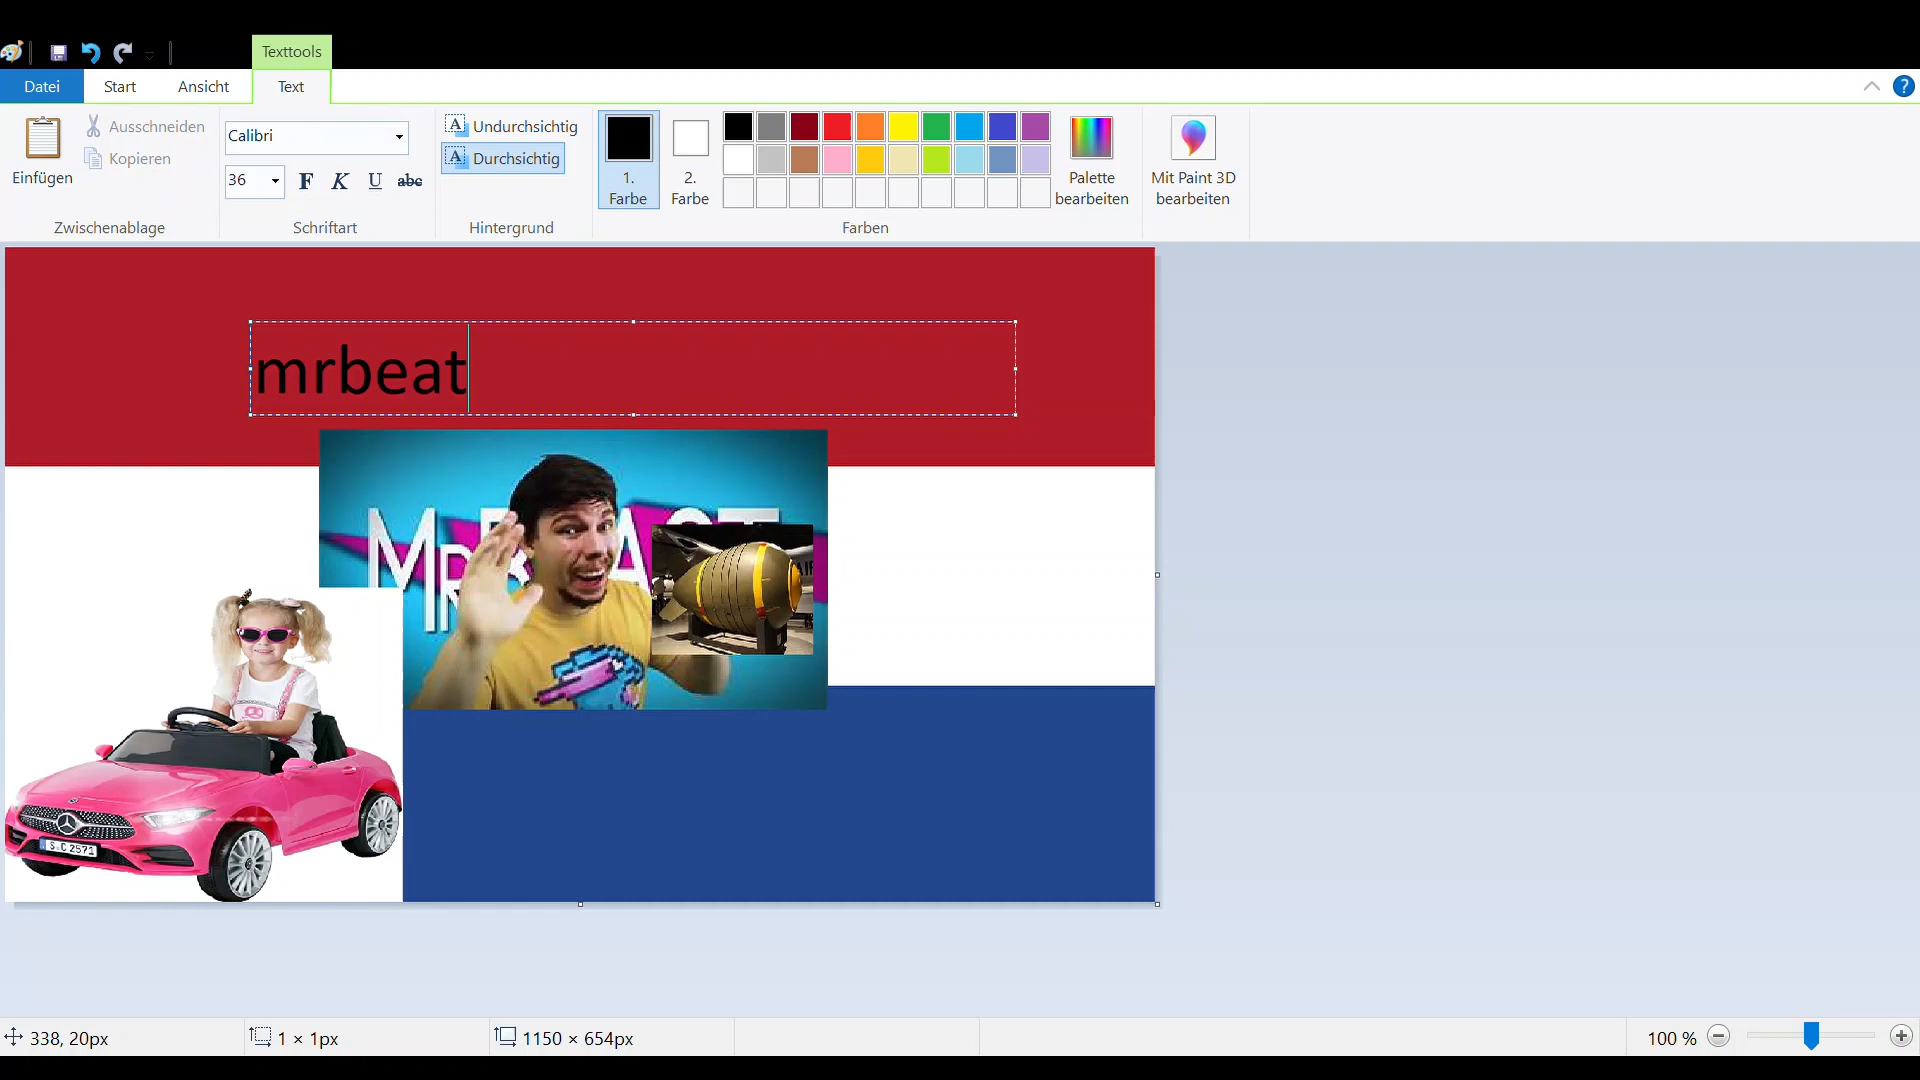 Texttools
Datei Start Ansicht Text
Einfügen
Ausschneiden
Kopieren
Zwischenablage
Calibri
36 F K U abc
Schriftart
A Undurchsichtig
A Durchsichtig
Hintergrund
1. Farbe
2. Farbe
Farben
Palette bearbeiten
Mit Paint 3D bearbeiten
?
mrbeat
S.C 2571
338, 20px
1 × 1px
1150 × 654px
100 %